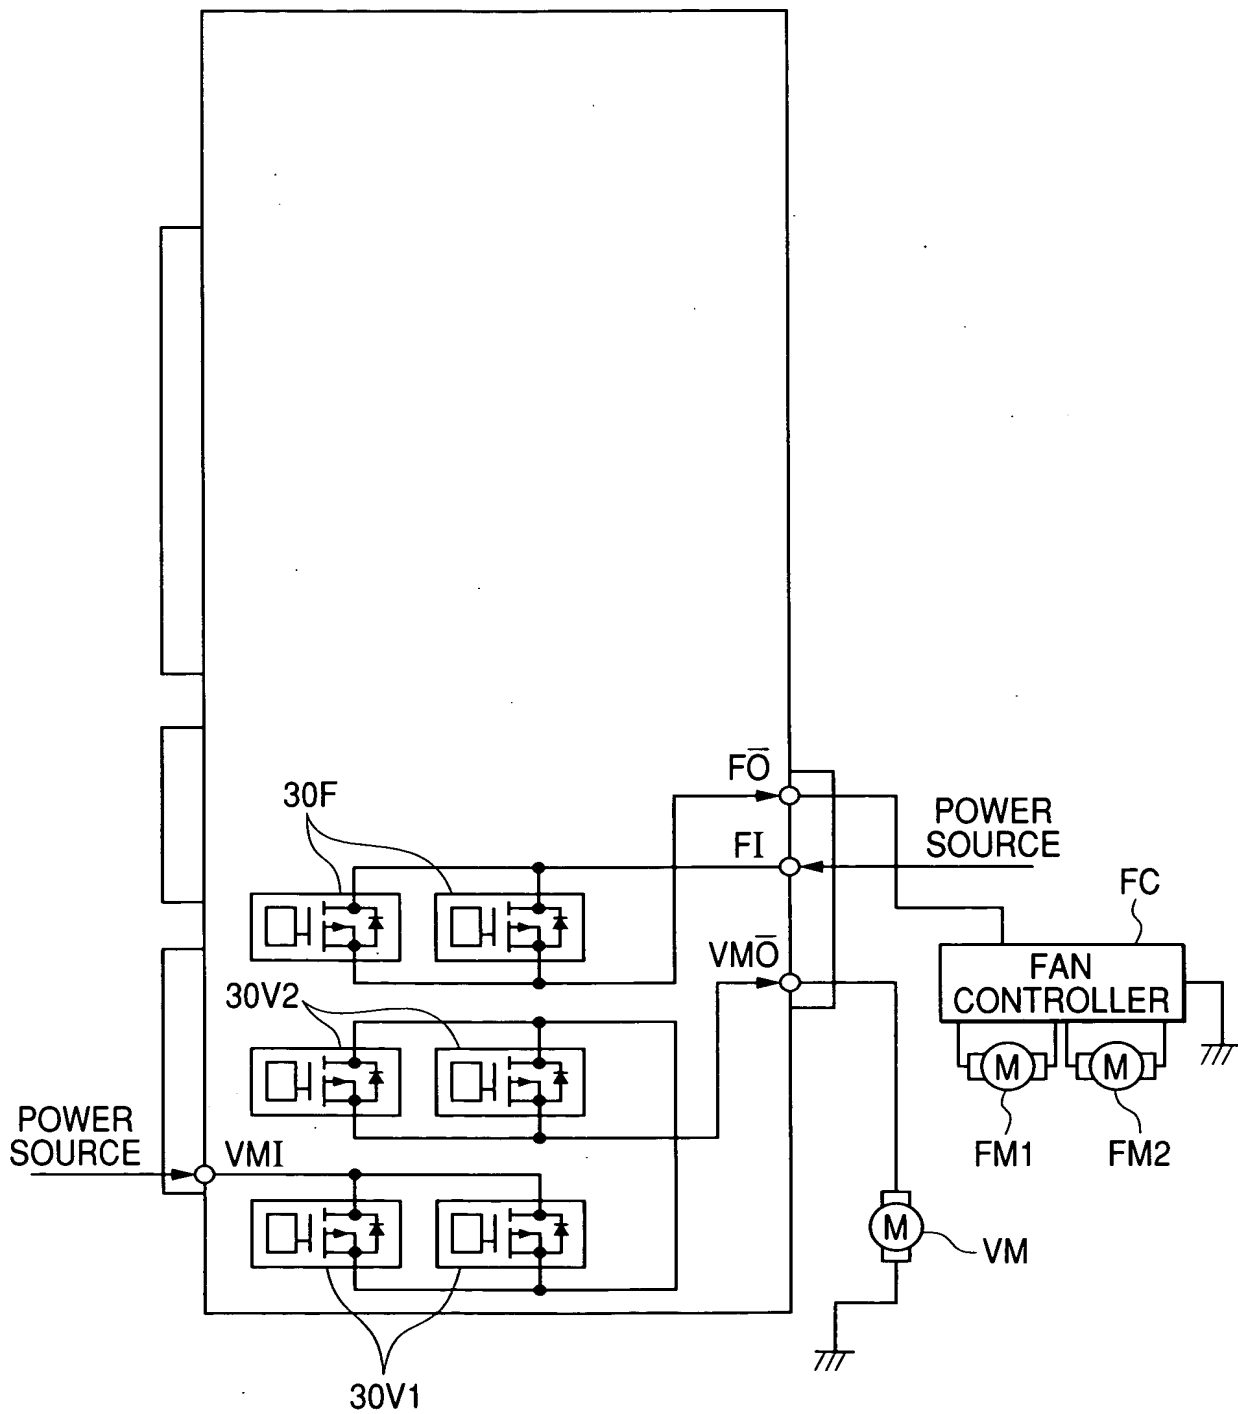 FO̅
30F
POWER
SOURCE
FI
FC
VMO̅
FAN
CONTROLLER
30V2
M
M
POWER
SOURCE
VMI
FM1
FM2
M
VM
30V1